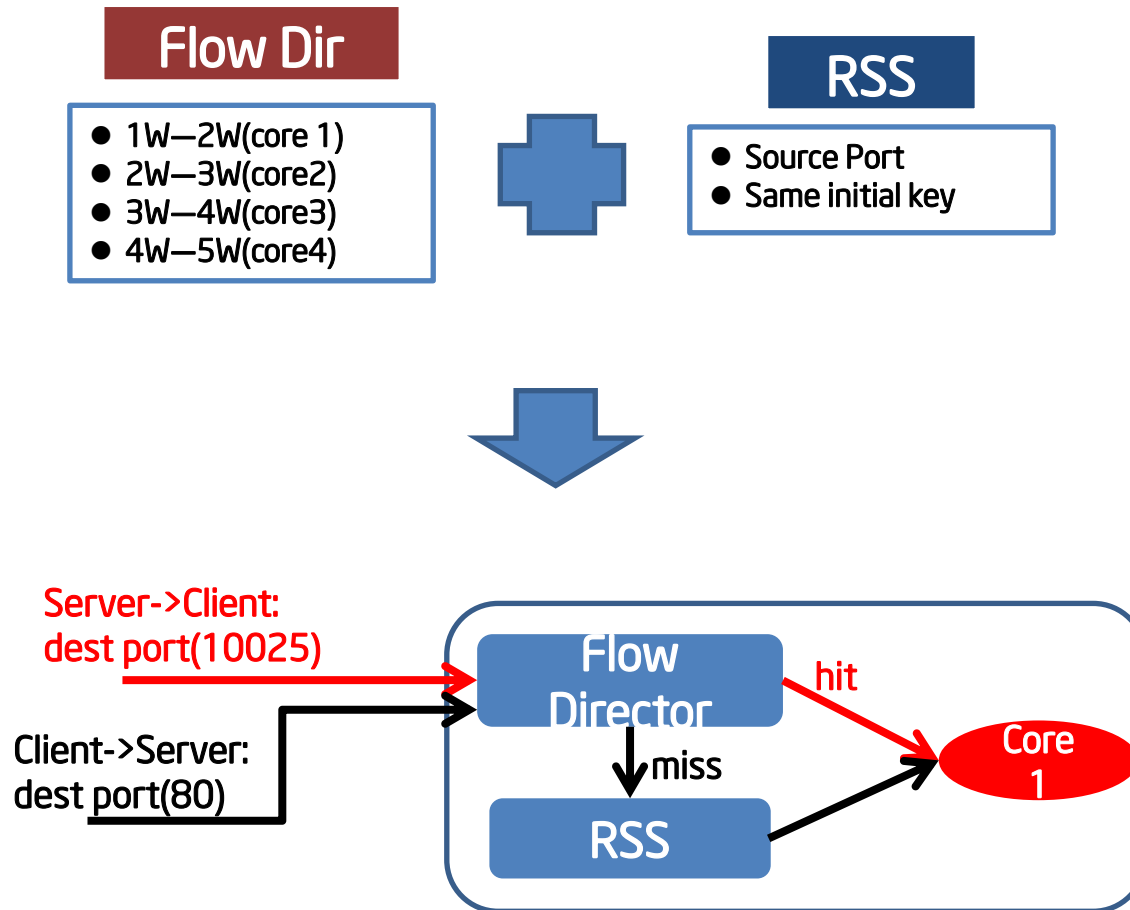 Flow Dir
RSS
● 1W—2W(core 1)
● 2W—3W(core2)
● 3W—4W(core3)
● 4W—5W(core4)
● Source Port
● Same initial key
Server->Client:
dest port(10025)
Flow
Director
hit
Client->Server:
dest port(80)
miss
Core
1
RSS